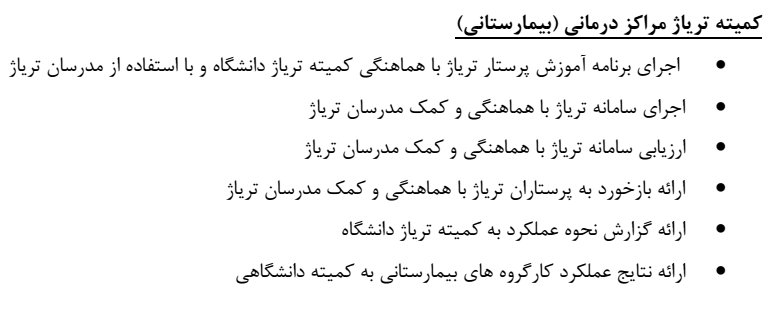 کمیته تریاژ مراکز درمانی (بیمارستانی)
• اجرای برنامه آموزش پرستار تریاژ با هماهنگی کمیته تریاژ دانشگاه و با استفاده از مدرسان تریاژ
• اجرای سامانه تریاژ با هماهنگی و کمک مدرسان تریاژ
• ارزیابی سامانه تریاژ با هماهنگی و کمک مدرسان تریاژ
• ارائه بازخورد به پرستاران تریاژ با هماهنگی و کمک مدرسان تریاژ
• ارائه گزارش نحوه عملکرد به کمیته تریاژ دانشگاه
• ارائه نتایج عملکرد کارگروه های بیمارستانی به کمیته دانشگاهی